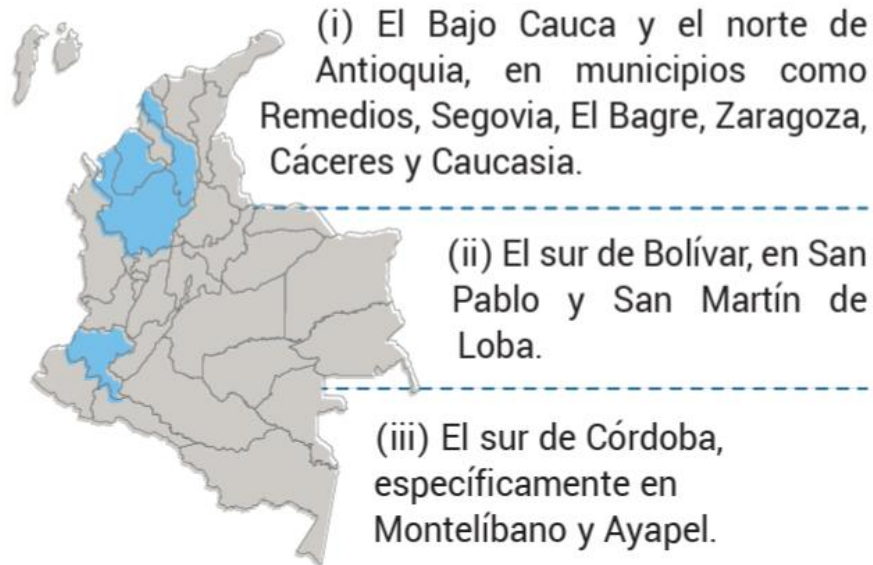 (i) El Bajo Cauca y el norte de
Antioquia, en municipios como
Remedios, Segovia, El Bagre, Zaragoza,
Cáceres y Caucasia.
(ii) El sur de Bolívar, en San
Pablo y San Martín de
Loba.
(iii) El sur de Córdoba,
específicamente en
Montelíbano y Ayapel.